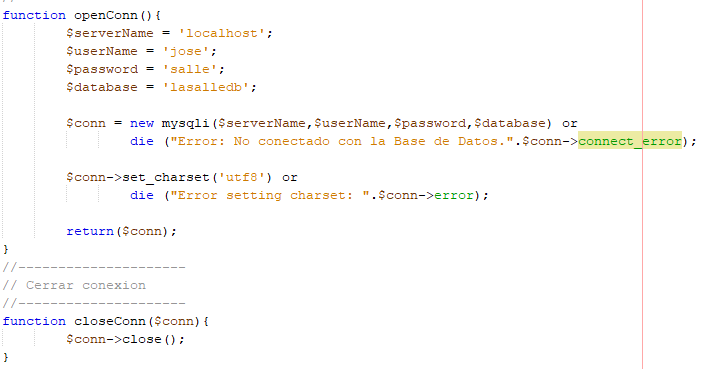 function openConn(){
$serverName = 'localhost';
$userName = 'jose';
$password = 'salle';
$database = 'lasalledb';
$conn = new mysqli($serverName,$userName,$password,$database) or
die ("Error: No conectado con la Base de Datos.".$conn->connect_error);
$conn->set_charset('utf8') or
die ("Error setting charset: ".$conn->error);
return($conn);
}
//---------------------
// Cerrar conexion
//---------------------
function closeConn($conn){
$conn->close();
}